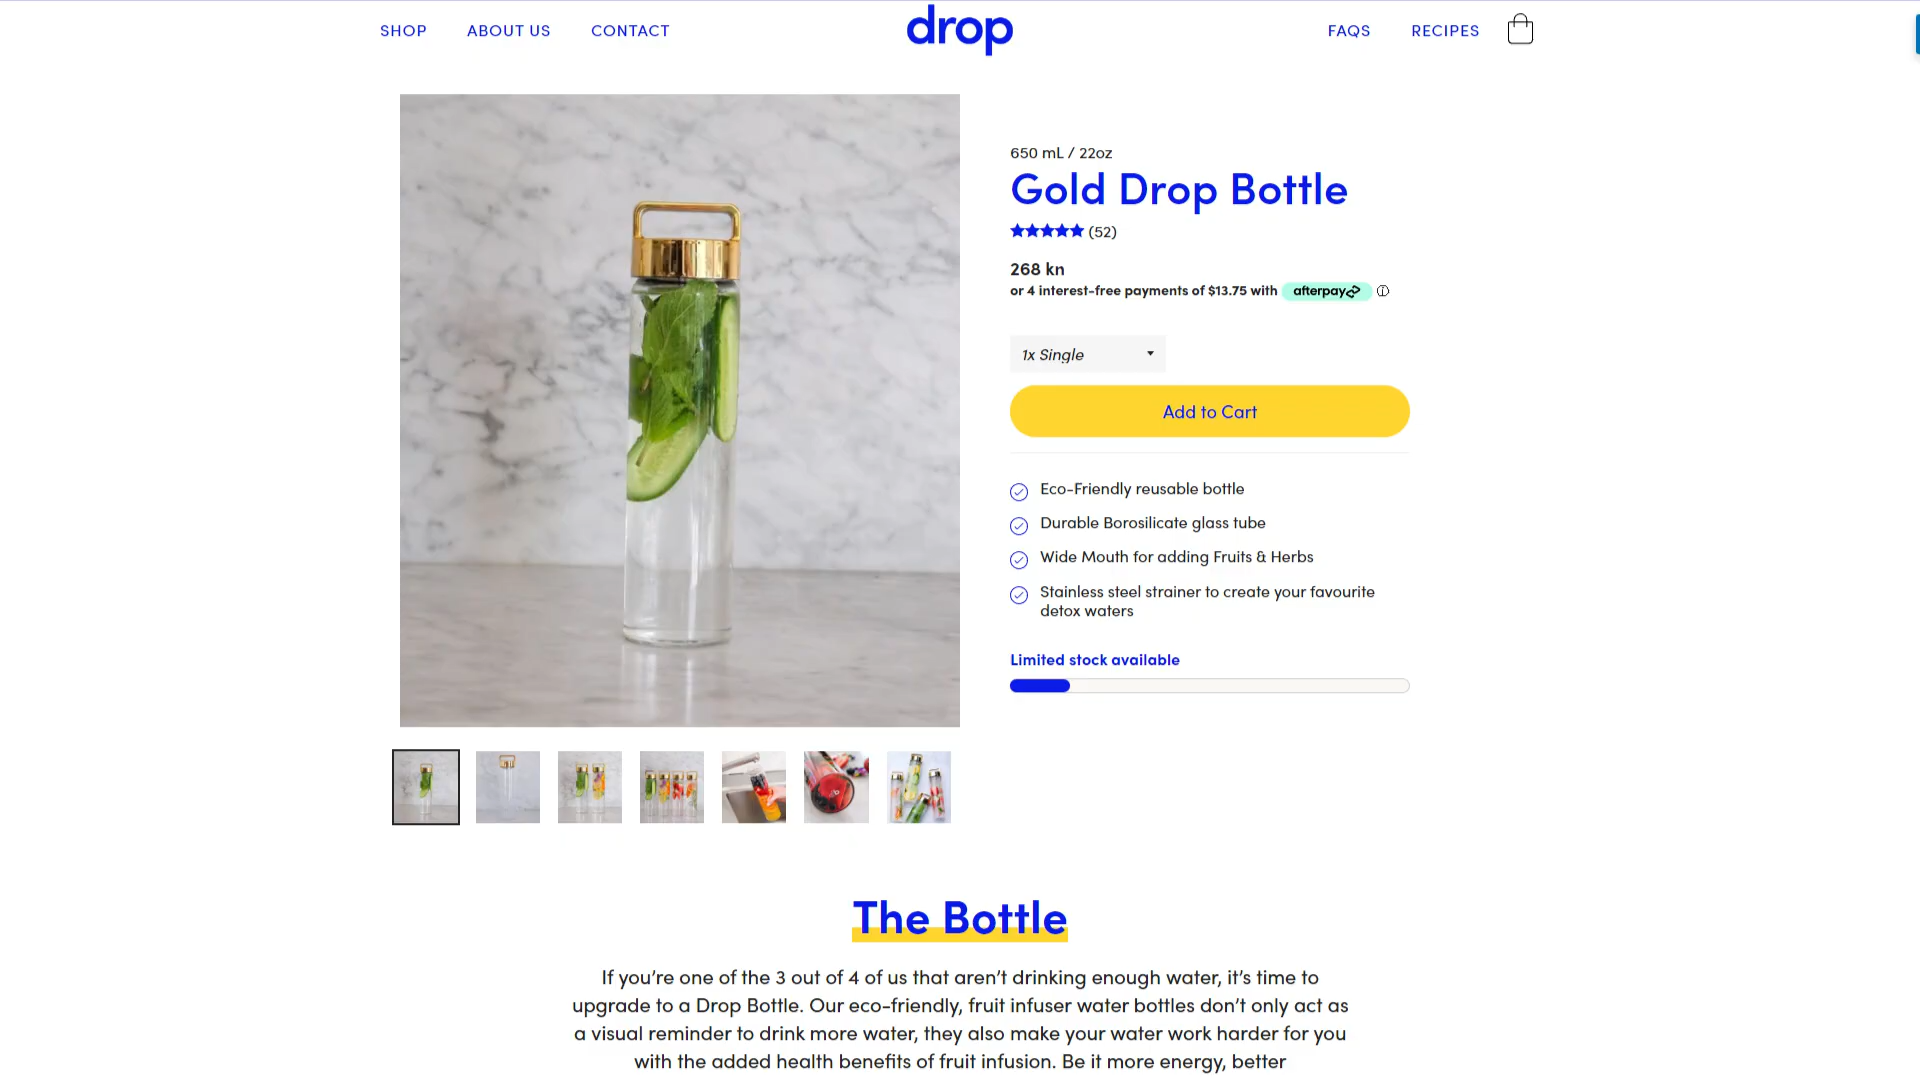 SHOP ABOUT US CONTACT drop FAQS RECIPES
650 mL / 22oz
Gold Drop Bottle
(52)
268 kn
or 4 interest-free payments of $13.75 with afterpay
1x Single
Add to Cart
Eco-Friendly reusable bottle
Durable Borosilicate glass tube
Wide Mouth for adding Fruits & Herbs
Stainless steel strainer to create your favourite
detox waters
Limited stock available
The Bottle
If you’re one of the 3 out of 4 of us that aren’t drinking enough water, it’s time to
upgrade to a Drop Bottle. Our eco-friendly, fruit infuser water bottles don’t only act as
a visual reminder to drink more water, they also make your water work harder for you
with the added health benefits of fruit infusion. Be it more energy, better